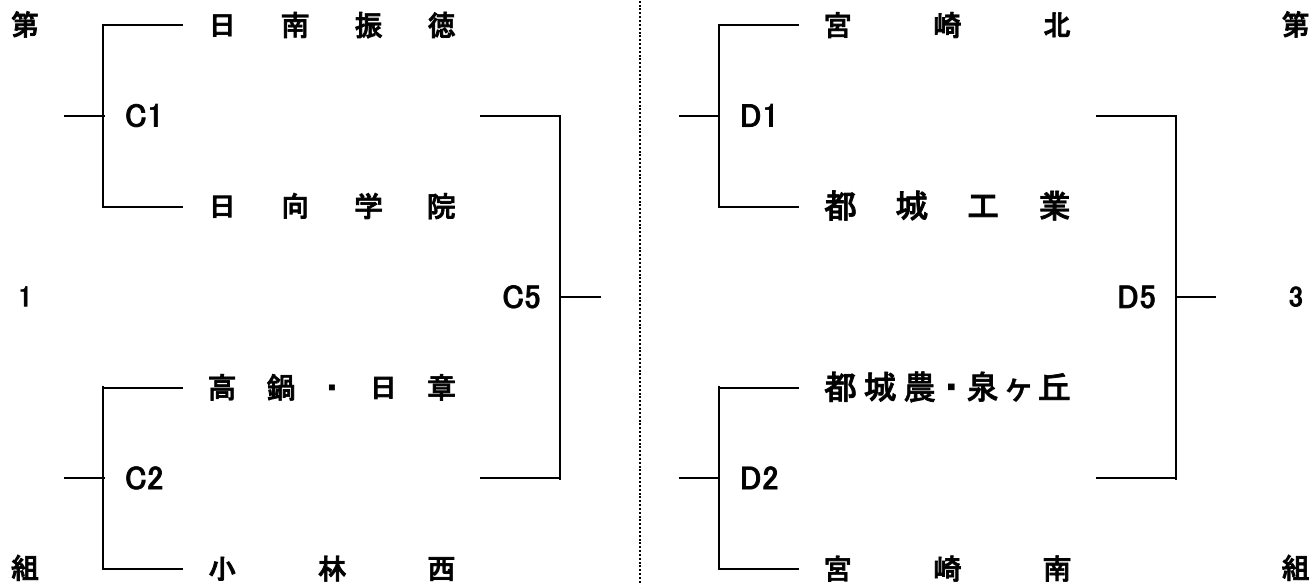 第 日南振徳 宮崎北 第
C1 D1
日向学院 都城工業
1 C5 D5 3
高鍋・日章 都城農・泉ヶ丘
C2 D2
組 小林西 宮崎南 組